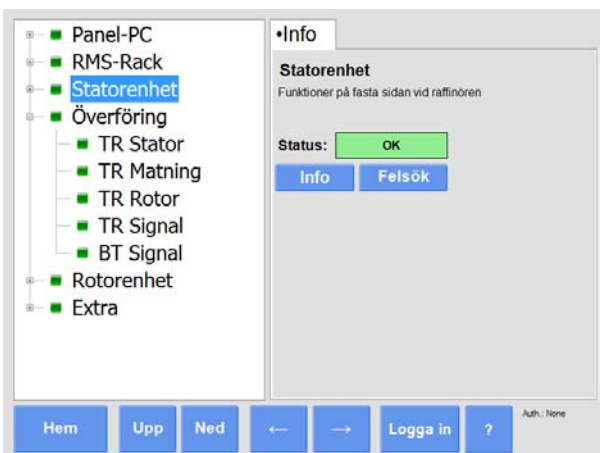 Panel-PC
RMS-Rack
Statorenhet
Överföring
TR Stator
TR Matning
TR Rotor
TR Signal
BT Signal
Rotorenhet
Extra
•Info
Statorenhet
Funktioner på fasta sidan vid raffinören
Status: OK
Info Felsök
Hem Upp Ned ← → Logga in ? Auth.: None